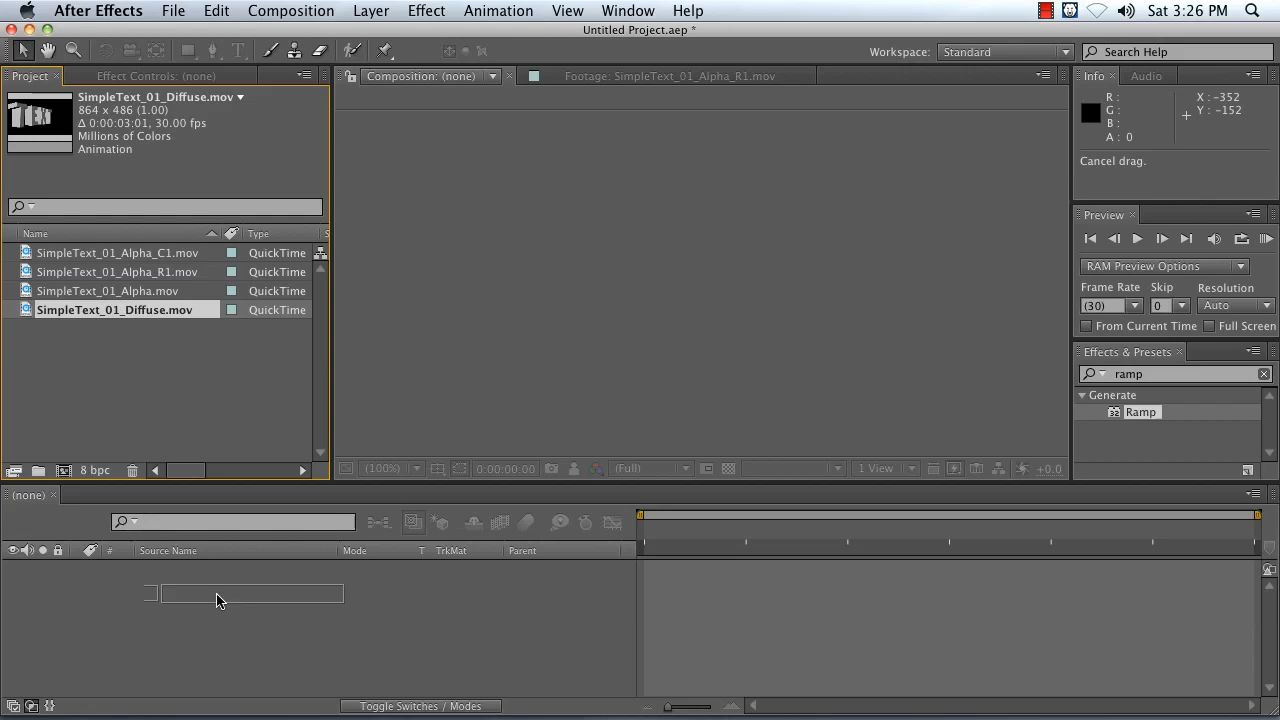 After Effects File Edit Composition Layer Effect Animation View Window Help Sat 3:26 PM
Untitled Project.aep *
Workspace: Standard Search Help
Project Effect Controls: (none) Composition: (none) Footage: SimpleText_01_Alpha_R1.mov Info Audio
SimpleText_01_Diffuse.mov
864 x 486 (1.00)
Δ 0:00:03:01, 30.00 fps
Millions of Colors
Animation
R: X: -352
G: Y: -152
B:
A: 0
Cancel drag.
Preview
RAM Preview Options
Frame Rate Skip Resolution
(30) 0 Auto
From Current Time Full Screen
Effects & Presets
ramp
Generate
32 Ramp
Name Type S
SimpleText_01_Alpha_C1.mov QuickTime
SimpleText_01_Alpha_R1.mov QuickTime
SimpleText_01_Alpha.mov QuickTime
SimpleText_01_Diffuse.mov QuickTime
8 bpc (100%) 0:00:00:00 (Full) 1 View +0.0
(none)
# Source Name Mode T TrkMat Parent
Toggle Switches / Modes